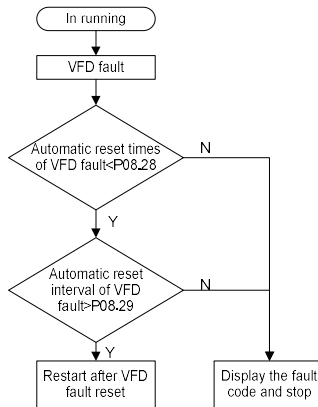 In running
VFD fault
Automatic reset times
of VFD fault<P08.28
N
Y
Automatic reset
interval of VFD
fault>P08.29
N
Y
Restart after VFD
fault reset
Display the fault
code and stop